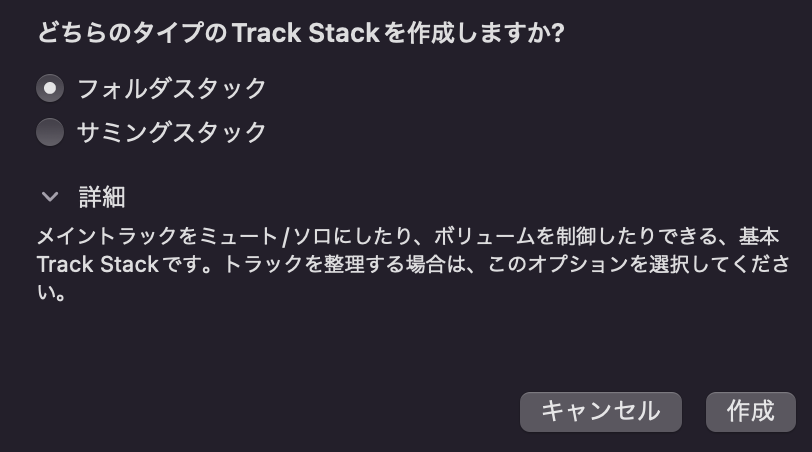 どちらのタイプのTrack Stackを作成しますか?
フォルダスタック
サミングスタック
詳細
メイントラックをミュート/ソロにしたり、ボリュームを制御したりできる、基本
Track Stackです。トラックを整理する場合は、このオプションを選択してくださ
い。
キャンセル 作成